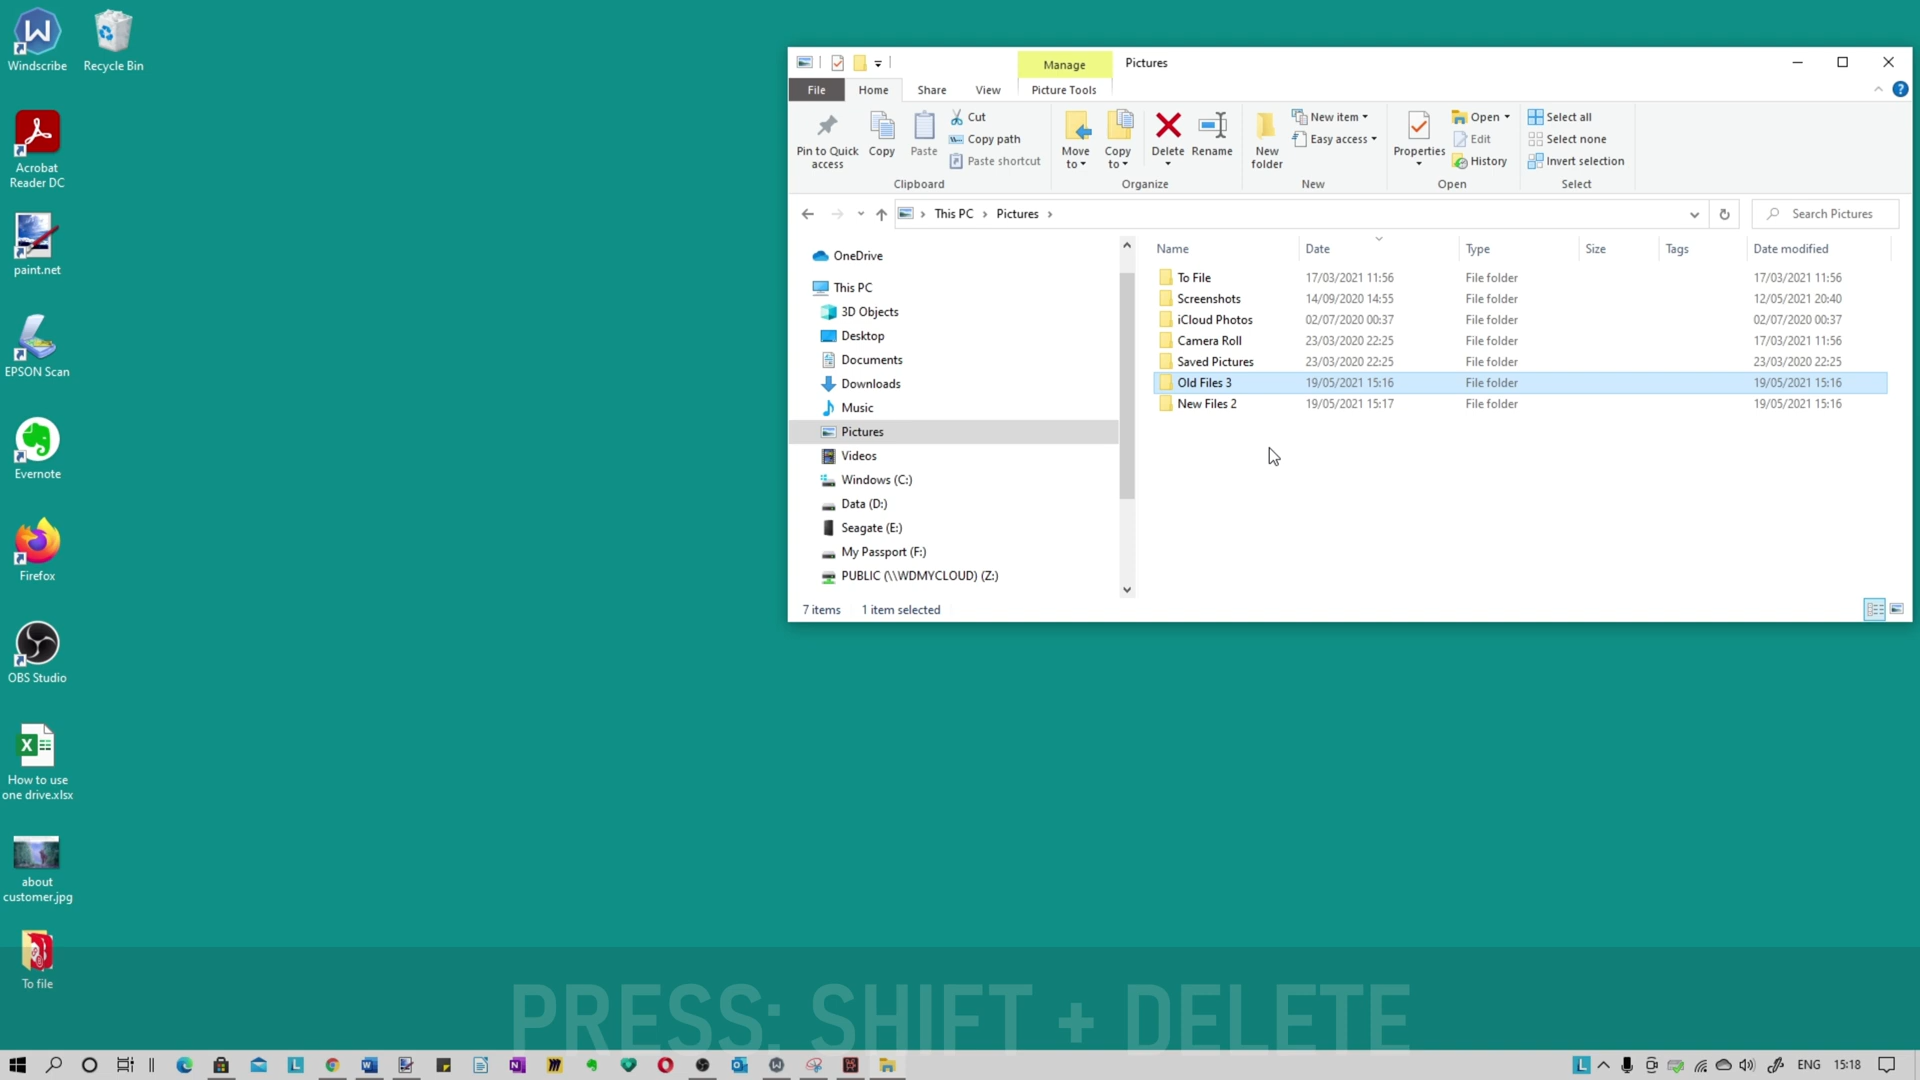 Windscribe
Recycle Bin
Acrobat
Reader DC
paint.net
EPSON Scan
Evernote
Firefox
OBS Studio
How to use
one drive.xlsx
about
customer.jpg
To file
Manage
Pictures
File
Home
Share
View
Picture Tools
Pin to Quick
access
Copy
Paste
Cut
Copy path
Paste shortcut
Clipboard
Move
to
Copy
to
Delete
Rename
Organize
New
folder
New item
Easy access
New
Properties
Open
Edit
History
Open
Select all
Select none
Invert selection
Select
This PC > Pictures >
Search Pictures
OneDrive
This PC
3D Objects
Desktop
Documents
Downloads
Music
Pictures
Videos
Windows (C:)
Data (D:)
Seagate (E:)
My Passport (F:)
PUBLIC (\\WDMYCLOUD) (Z:)
Name Date Type Size Tags Date modified
To File 17/03/2021 11:56 File folder 17/03/2021 11:56
Screenshots 14/09/2020 14:55 File folder 12/05/2021 20:40
iCloud Photos 02/07/2020 00:37 File folder 02/07/2020 00:37
Camera Roll 23/03/2020 22:25 File folder 17/03/2021 11:56
Saved Pictures 23/03/2020 22:25 File folder 23/03/2020 22:25
Old Files 3 19/05/2021 15:16 File folder 19/05/2021 15:16
New Files 2 19/05/2021 15:17 File folder 19/05/2021 15:16
7 items 1 item selected
PRESS: SHIFT + DELETE
ENG 15:18